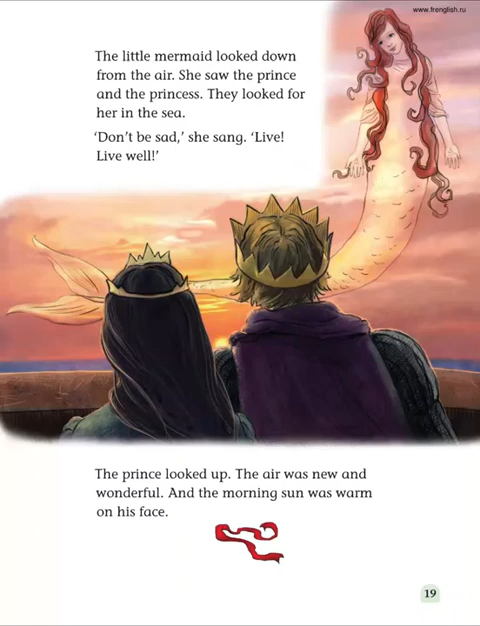 www.frenglish.ru
The little mermaid looked down
from the air. She saw the prince
and the princess. They looked for
her in the sea.
‘Don’t be sad,’ she sang. ‘Live!
Live well!’
The prince looked up. The air was new and
wonderful. And the morning sun was warm
on his face.
19